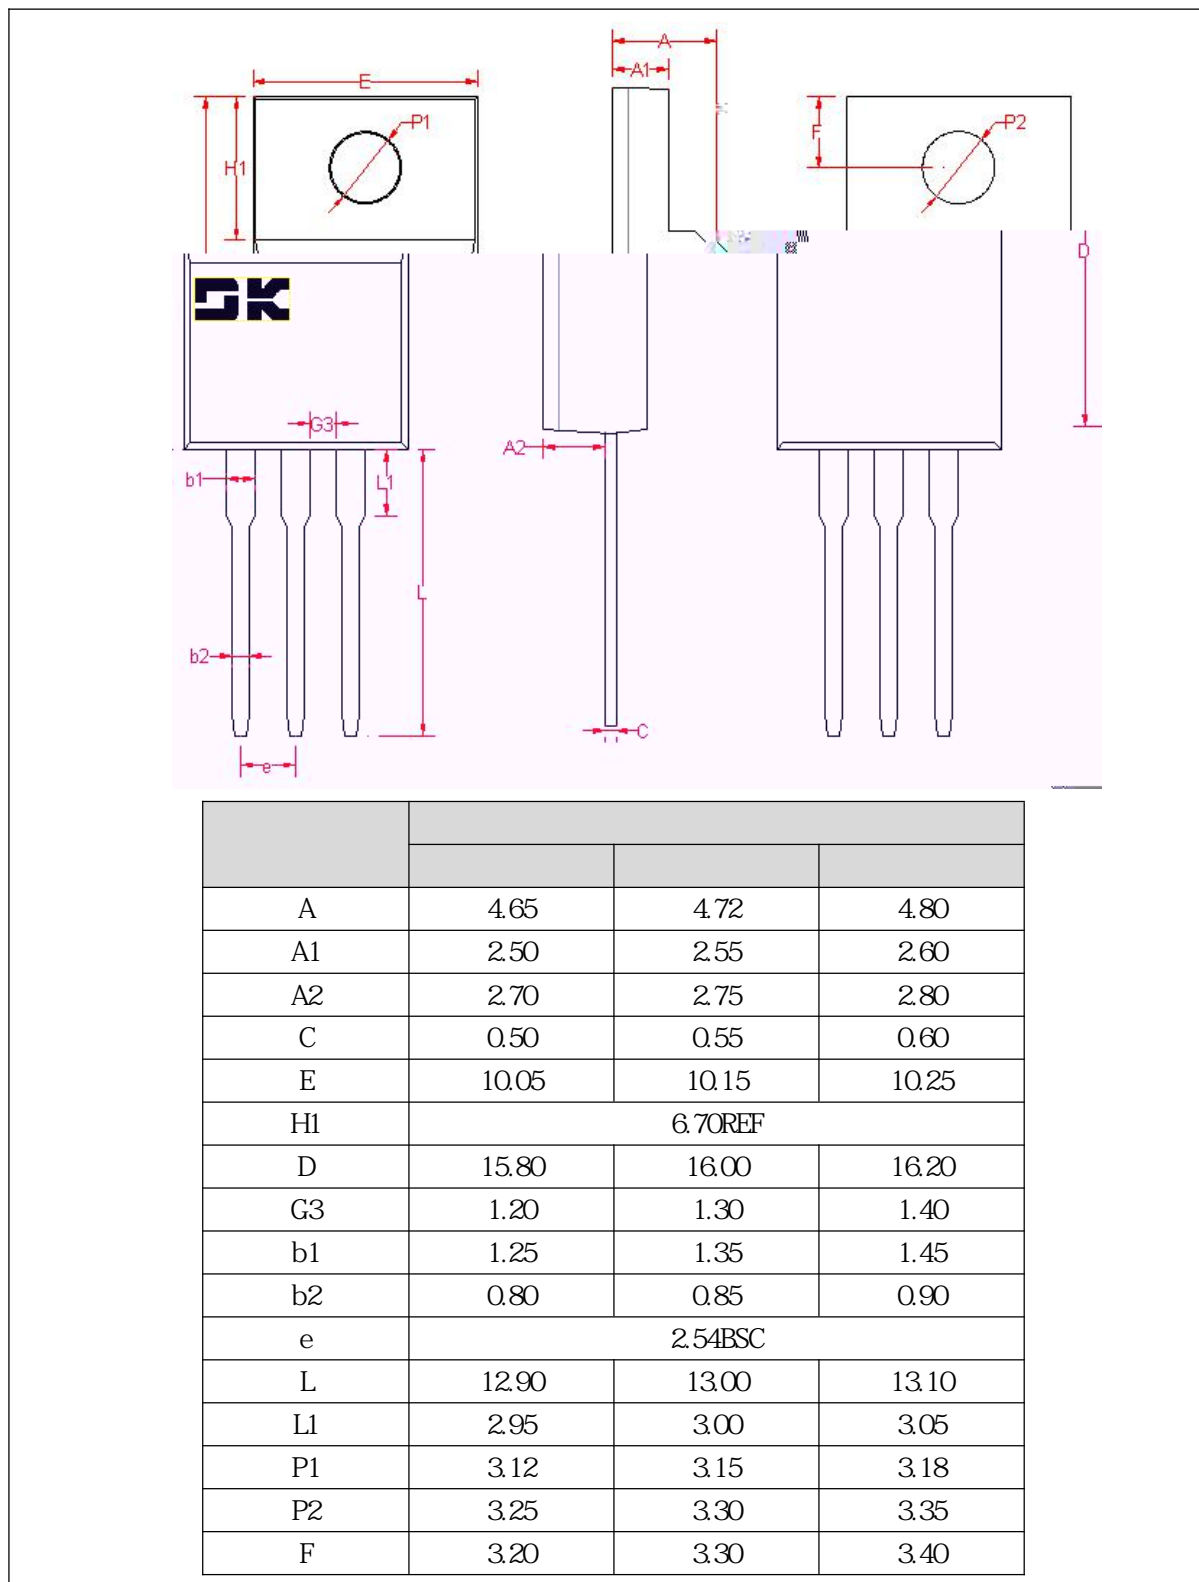 A
A1
E
P1
F
P2
H1
D
DK
G3
A2
b1
L1
L
b2
C
e
A 4.65 4.72 4.80
A1 2.50 2.55 2.60
A2 2.70 2.75 2.80
C 0.50 0.55 0.60
E 10.05 10.15 10.25
H1 6.70REF
D 15.80 16.00 16.20
G3 1.20 1.30 1.40
b1 1.25 1.35 1.45
b2 0.80 0.85 0.90
e 2.54BSC
L 12.90 13.00 13.10
L1 2.95 3.00 3.05
P1 3.12 3.15 3.18
P2 3.25 3.30 3.35
F 3.20 3.30 3.40